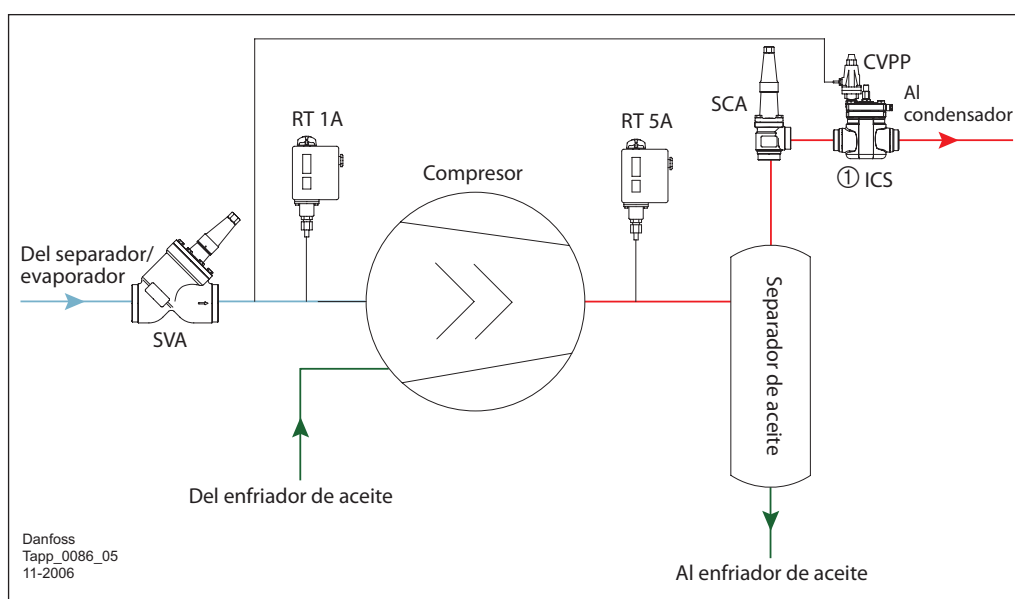 CVPP
Al
condensador
SCA
RT 1A
RT 5A
① ICS
Compresor
Del separador/
evaporador
SVA
Separador de aceite
Del enfriador de aceite
Al enfriador de aceite
Danfoss
Tapp_0086_05
11-2006